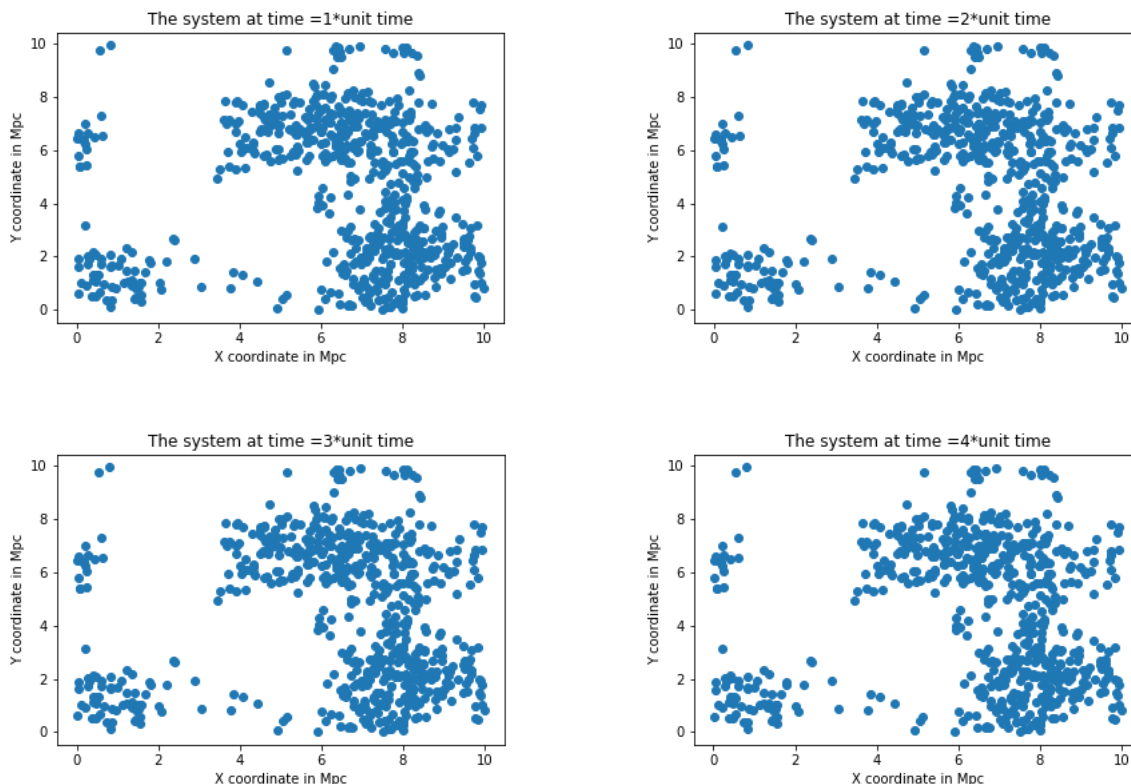 The system at time =1*unit time
10
8
6
4
2
0
Y coordinate in Mpc
0 2 4 6 8 10
X coordinate in Mpc
The system at time =2*unit time
10
8
6
4
2
0
Y coordinate in Mpc
0 2 4 6 8 10
X coordinate in Mpc
The system at time =3*unit time
10
8
6
4
2
0
Y coordinate in Mpc
0 2 4 6 8 10
X coordinate in Mpc
The system at time =4*unit time
10
8
6
4
2
0
Y coordinate in Mpc
0 2 4 6 8 10
X coordinate in Mpc